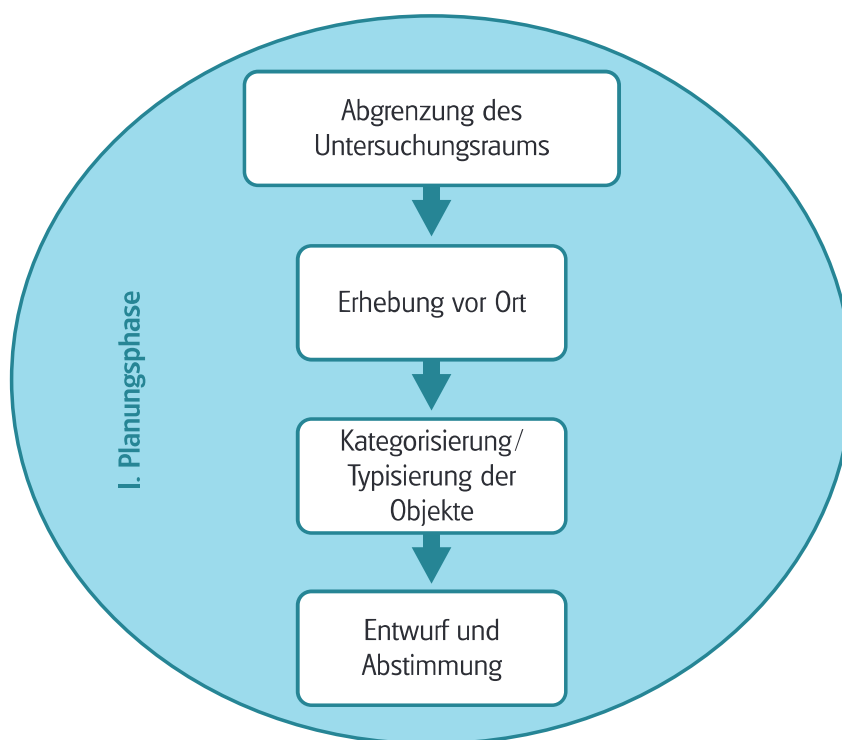 Abgrenzung des
Untersuchungsraums
Erhebung vor Ort
I. Planungsphase
Kategorisierung/
Typisierung der
Objekte
Entwurf und
Abstimmung